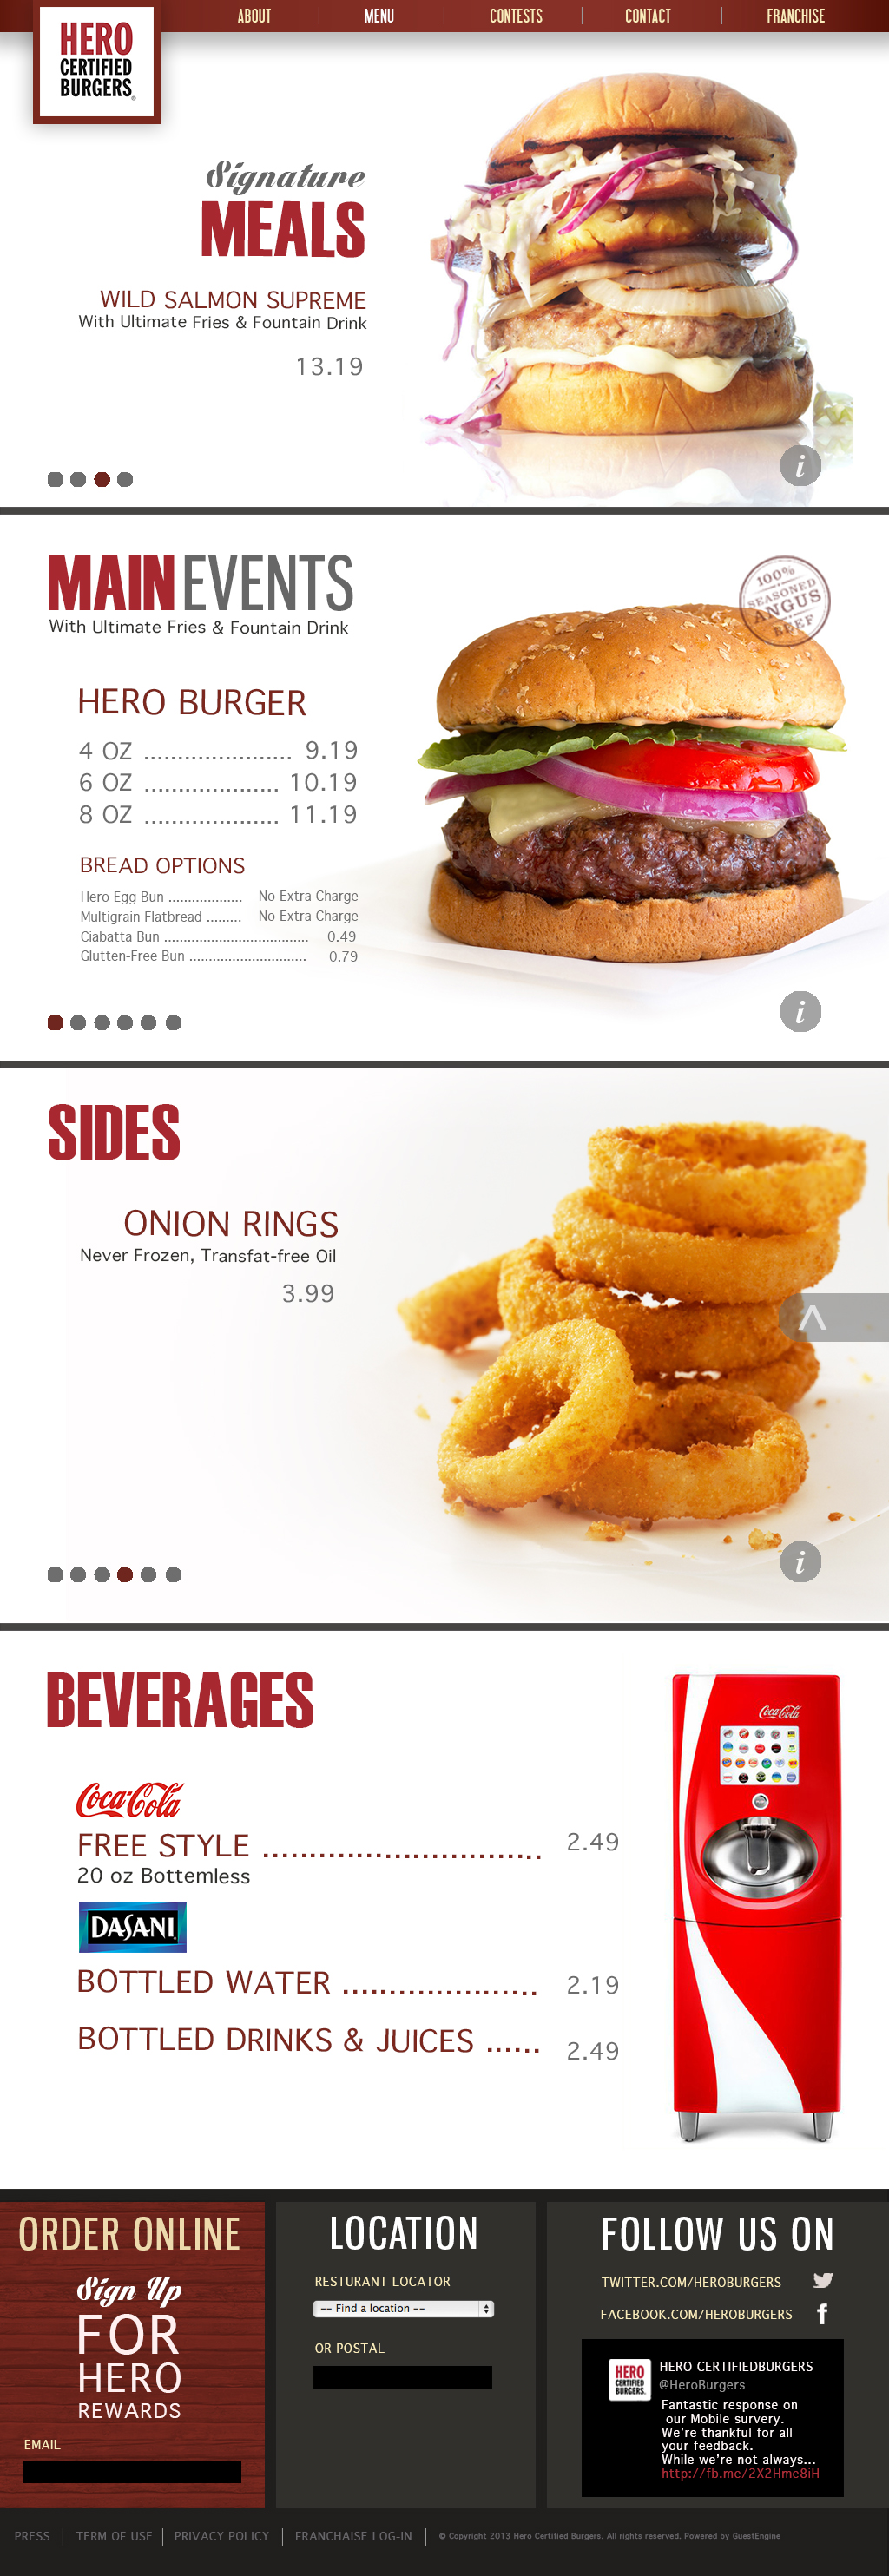 ABOUT
MENU
CONTESTS
CONTACT
FRANCHISE
HERO
CERTIFIED
BURGERS®
Signature
MEALS
WILD SALMON SUPREME
With Ultimate Fries & Fountain Drink
13.19
i
MAIN EVENTS
With Ultimate Fries & Fountain Drink
100%
SEASONED
ANGUS
BEEF
HERO BURGER
4 OZ ...................... 9.19
6 OZ .................... 10.19
8 OZ .................... 11.19
BREAD OPTIONS
Hero Egg Bun .................. No Extra Charge
Multigrain Flatbread ......... No Extra Charge
Ciabatta Bun .................................... 0.49
Glutten-Free Bun ............................. 0.79
i
SIDES
ONION RINGS
Never Frozen, Transfat-free Oil
3.99
i
BEVERAGES
Coca-Cola
Coca-Cola
FREE STYLE .............................. 2.49
20 oz Bottemless
DASANI
BOTTLED WATER ..................... 2.19
BOTTLED DRINKS & JUICES ...... 2.49
ORDER ONLINE
Sign Up
FOR
HERO
REWARDS
EMAIL
LOCATION
RESTURANT LOCATOR
-- Find a location --
OR POSTAL
FOLLOW US ON
TWITTER.COM/HEROBURGERS
FACEBOOK.COM/HEROBURGERS
HERO
CERTIFIED
BURGERS
HERO CERTIFIEDBURGERS
@HeroBurgers
Fantastic response on
our Mobile survery.
We're thankful for all
your feedback.
While we're not always...
http://fb.me/2X2Hme8iH
PRESS | TERM OF USE | PRIVACY POLICY | FRANCHAISE LOG-IN | © Copyright 2013 Hero Certified Burgers. All rights reserved. Powered by GuestEngine